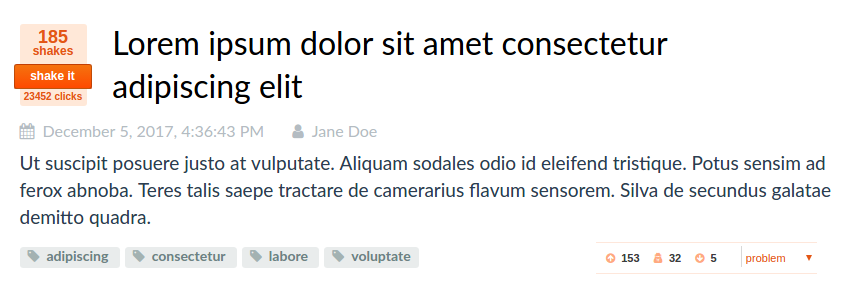 185
shakes
shake it
23452 clicks
Lorem ipsum dolor sit amet consectetur
adipiscing elit
December 5, 2017, 4:36:43 PM Jane Doe
Ut suscipit posuere justo at vulputate. Aliquam sodales odio id eleifend tristique. Potus sensim ad
ferox abnoba. Teres talis saepe tractare de camerarius flavum sensorem. Silva de secundus galatae
demitto quadra.
adipiscing consectetur labore voluptate 153 32 5 problem